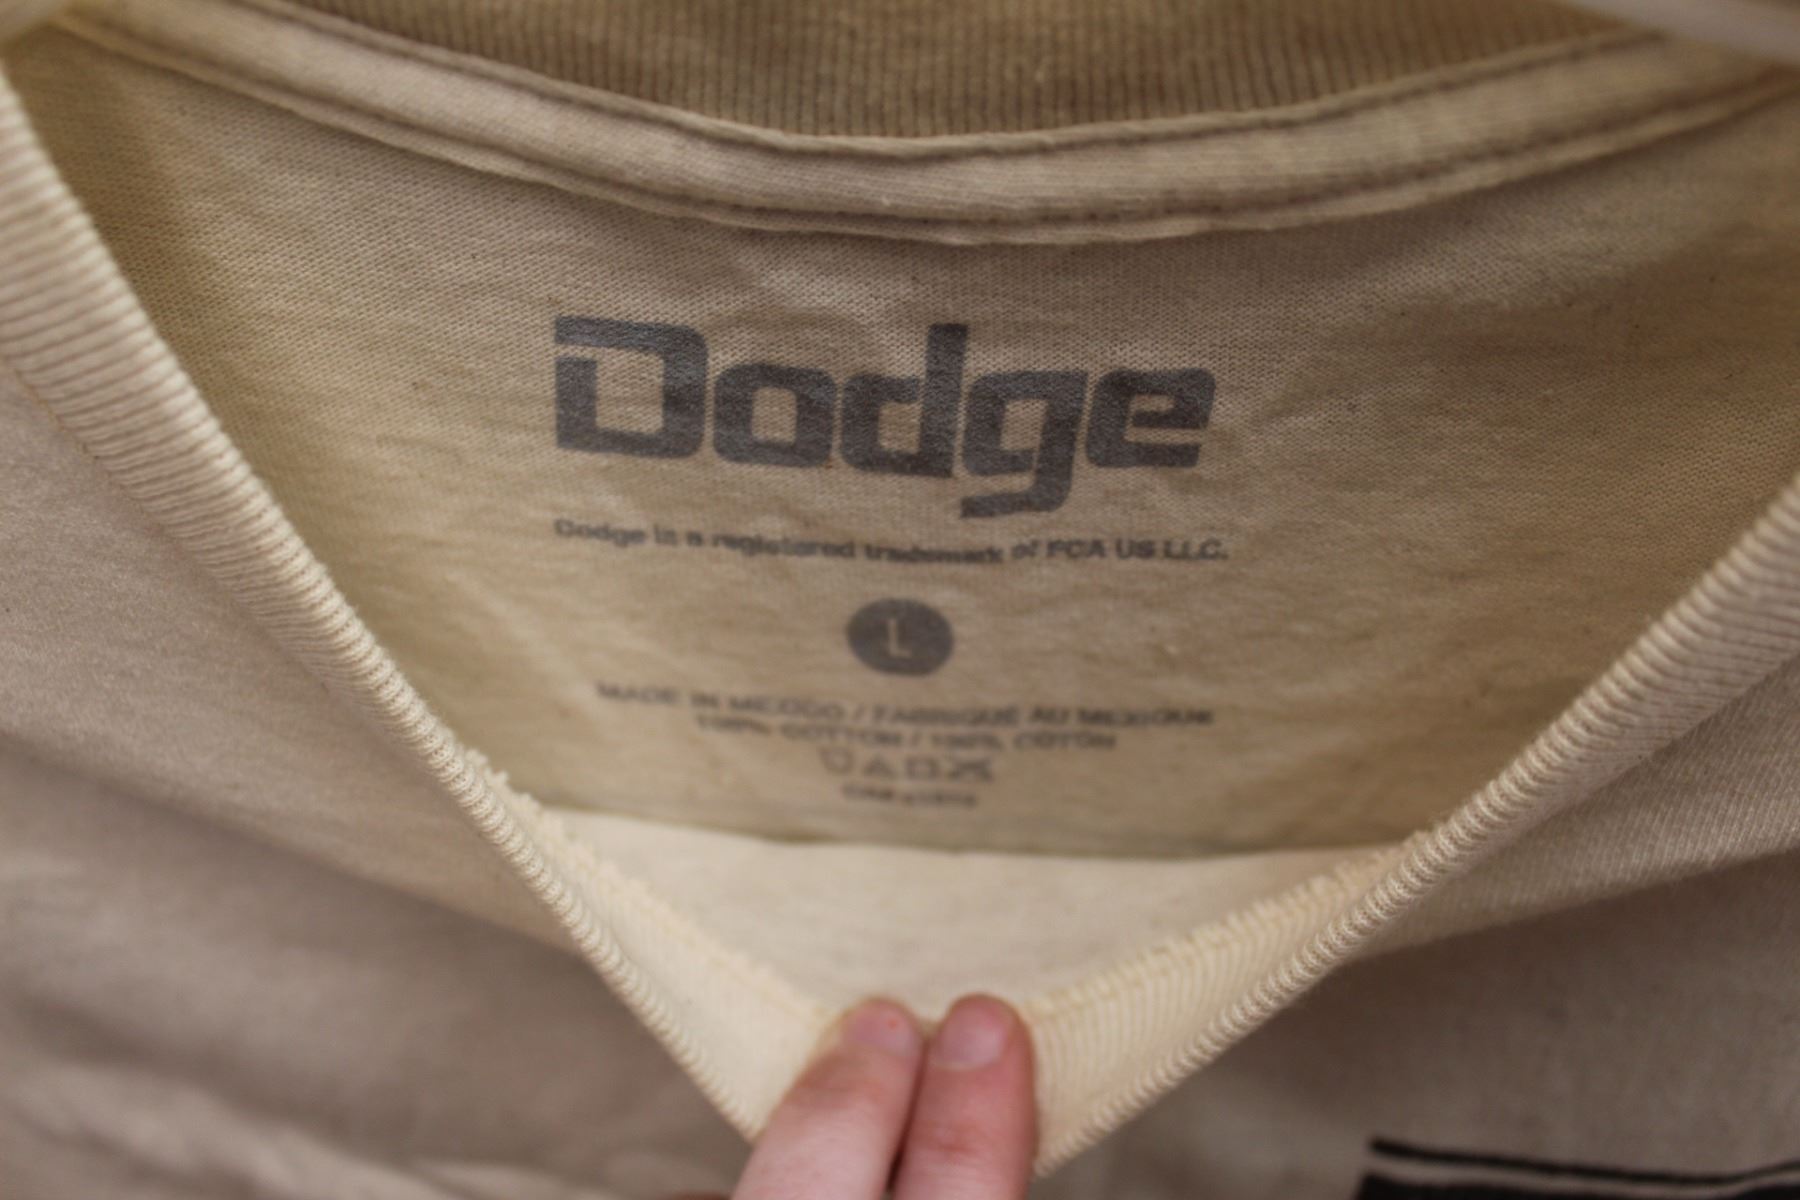 Dodge
Dodge is a registered trademark of FCA US LLC.
L
MADE IN MEXICO / FABRIQUÉ AU MEXIQUE
100% COTTON / 100% COTON